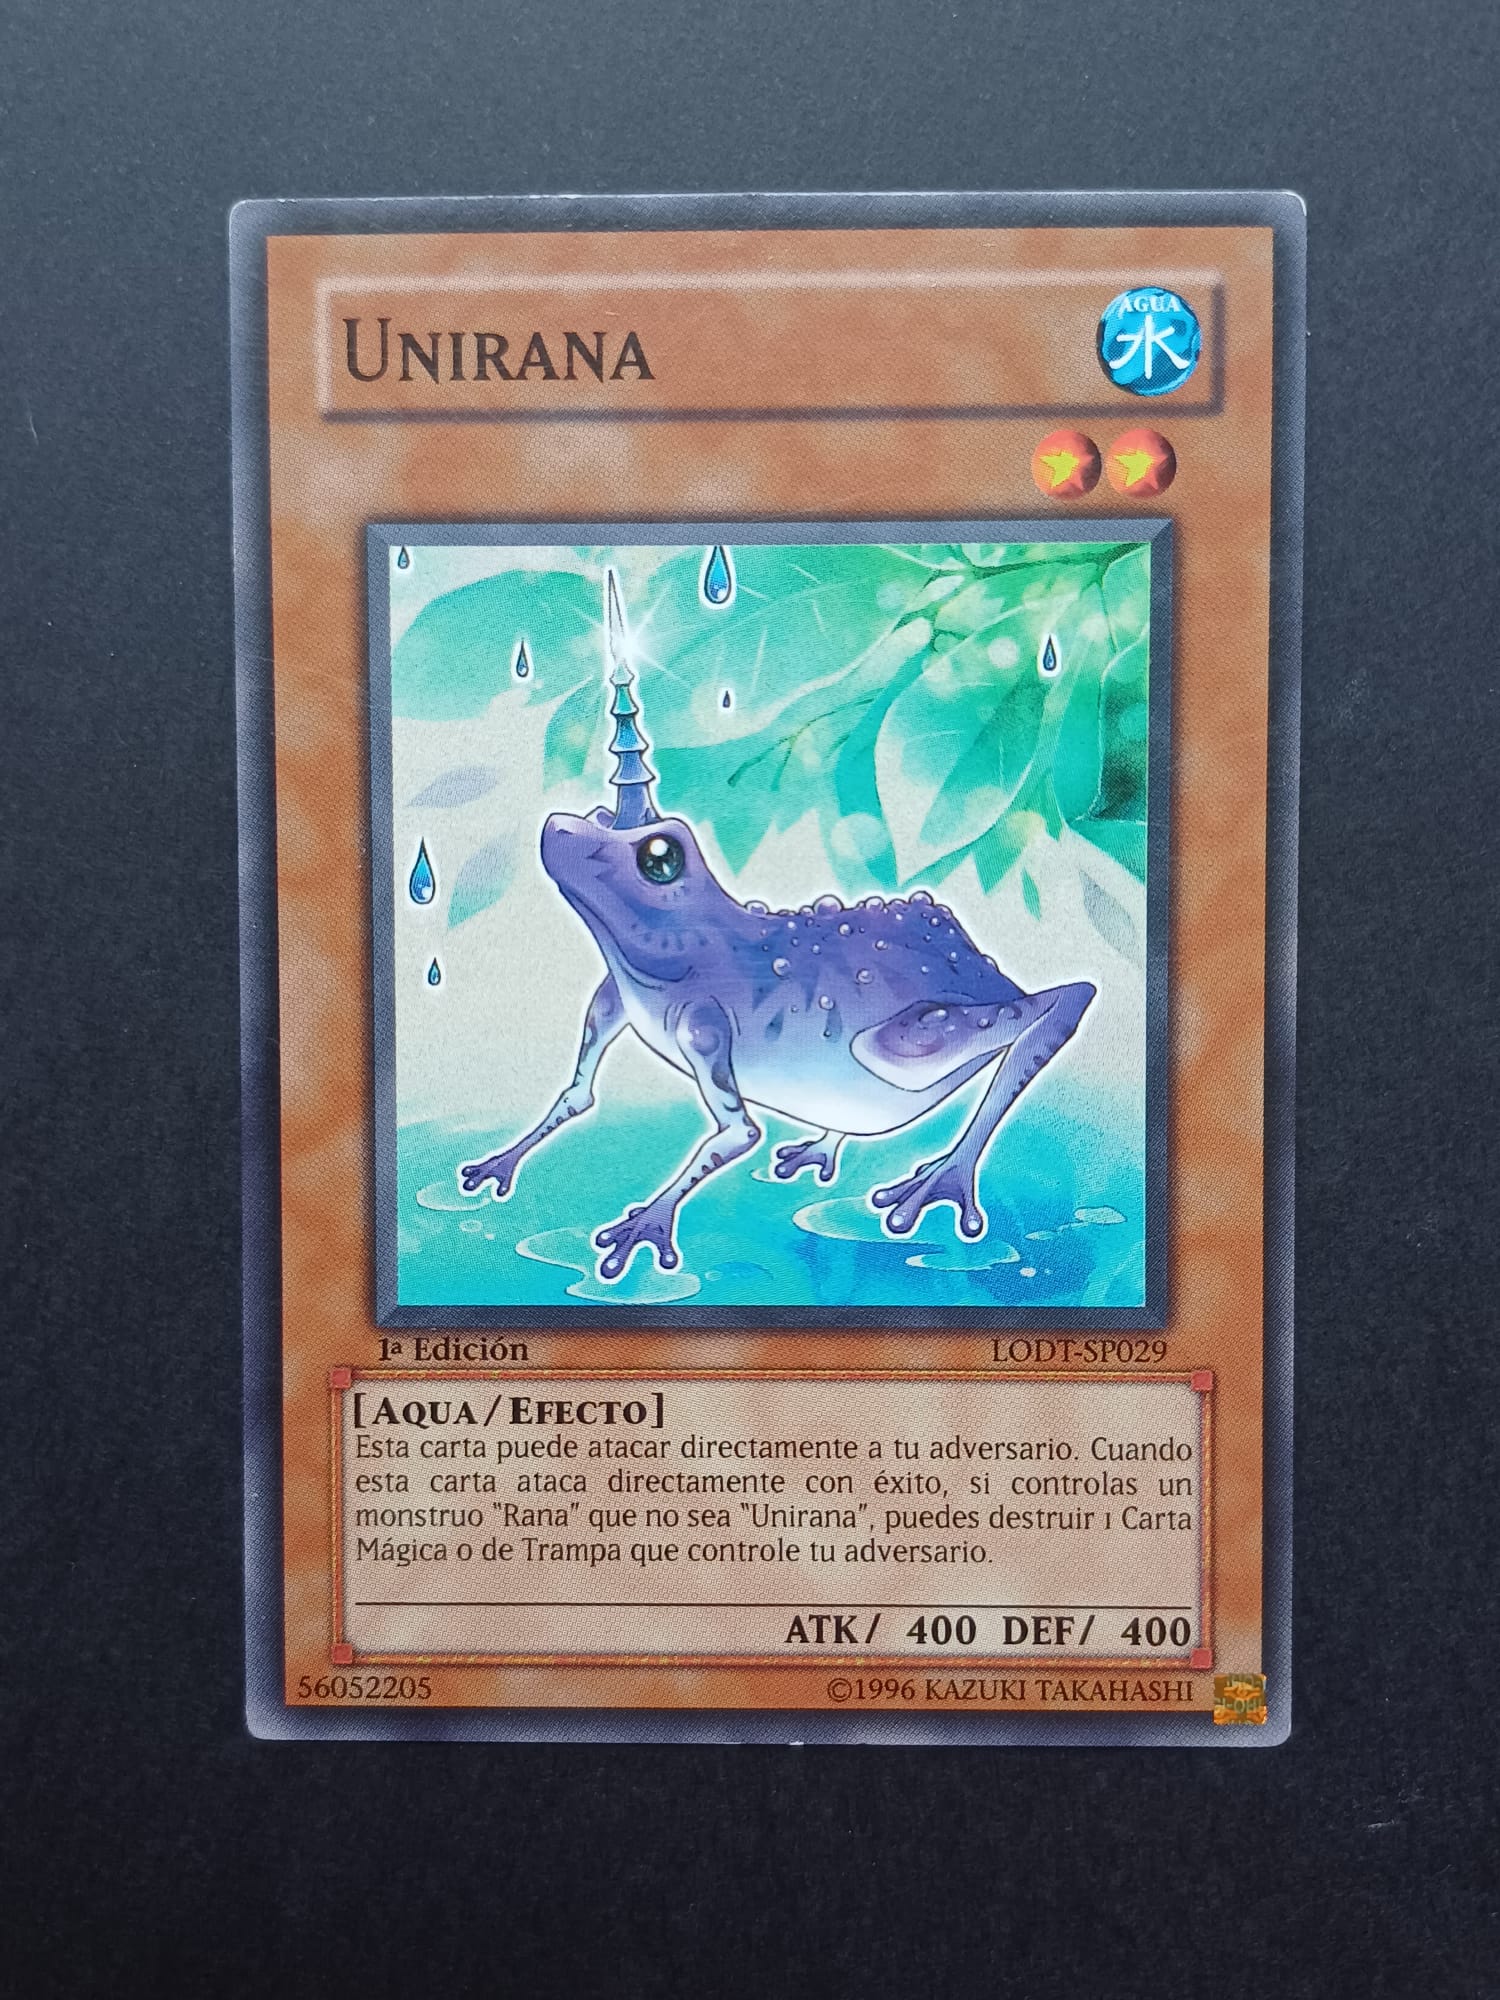 UNIRANA
AGUA
水
1ª Edición
LODT-SP029
[AQUA/EFECTO]
Esta carta puede atacar directamente a tu adversario. Cuando
esta carta ataca directamente con éxito, si controlas un
monstruo "Rana" que no sea "Unirana", puedes destruir 1 Carta
Mágica o de Trampa que controle tu adversario.
ATK/ 400 DEF/ 400
56052205
©1996 KAZUKI TAKAHASHI